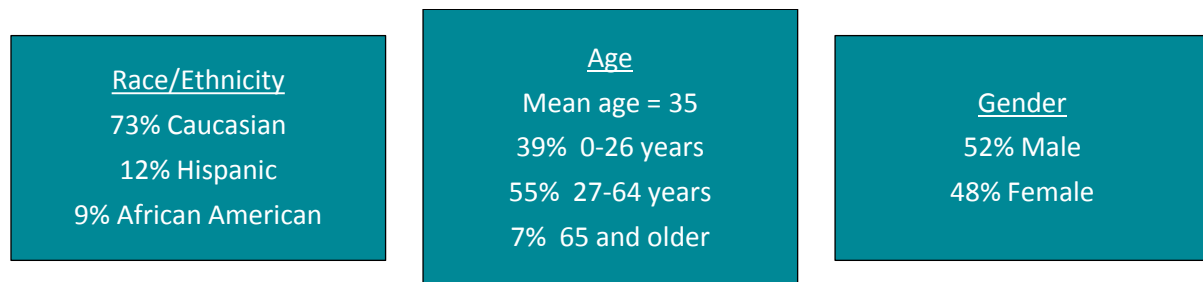 Race/Ethnicity
73% Caucasian
12% Hispanic
9% African American
Age
Mean age = 35
39%  0-26 years
55%  27-64 years
7%  65 and older
Gender
52% Male
48% Female